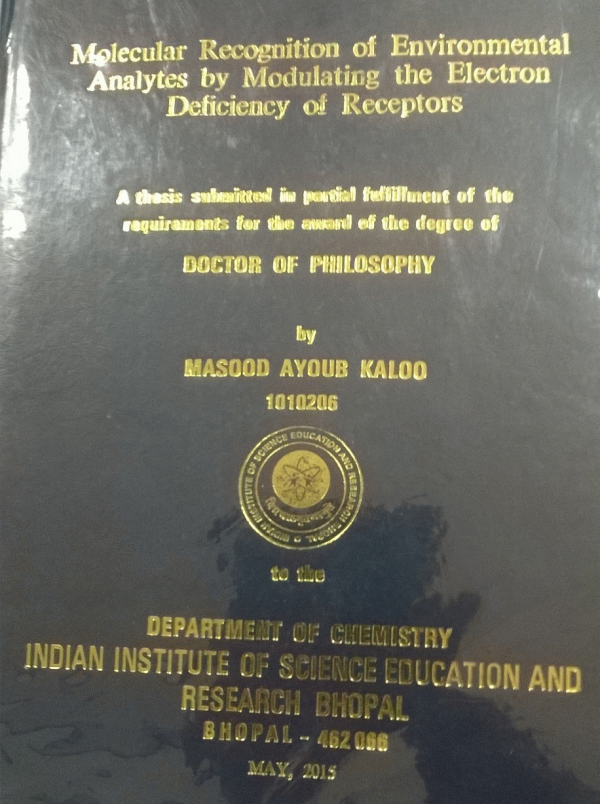 Molecular Recognition of Environmental
Analytes by Modulating the Electron
Deficiency of Receptors
A thesis submitted in partial fulfillment of the
requirements for the award of the degree of
DOCTOR OF PHILOSOPHY
by
MASOOD AYOUB KALOO
1010206
INDIAN INSTITUTE OF SCIENCE EDUCATION AND RESEARCH BHOPAL
to the
DEPARTMENT OF CHEMISTRY
INDIAN INSTITUTE OF SCIENCE EDUCATION AND
RESEARCH BHOPAL
BHOPAL - 462 066
MAY, 2015